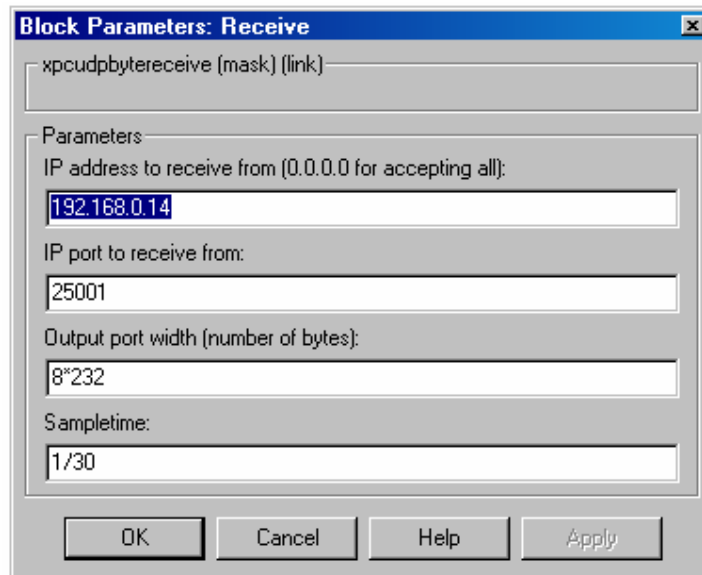 Block Parameters: Receive
xpcudpbytereceive (mask) (link)
Parameters
IP address to receive from (0.0.0.0 for accepting all):
192.168.0.14
IP port to receive from:
25001
Output port width (number of bytes):
8*232
Sampletime:
1/30
OK Cancel Help Apply